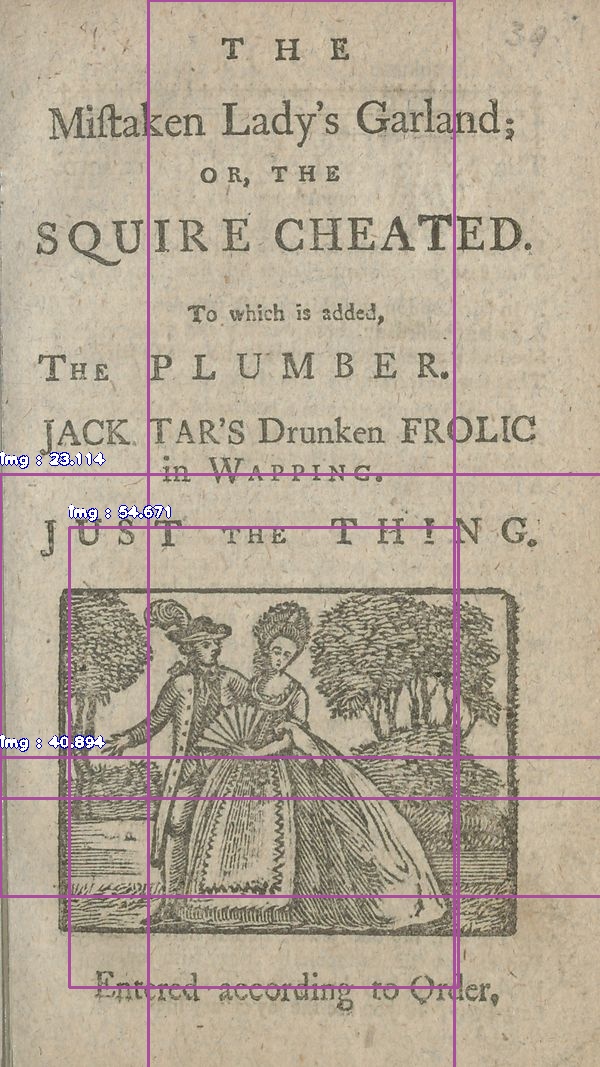 THE
Miſtaken Lady's Garland;
OR, THE
SQUIRE CHEATED.
To which is added,
THE PLUMBER.
JACK TAR'S Drunken FROLIC
in WAPPING.
JUST THE THING.
Entered according to Order,
30
img : 23.114
img : 54.671
img : 40.894